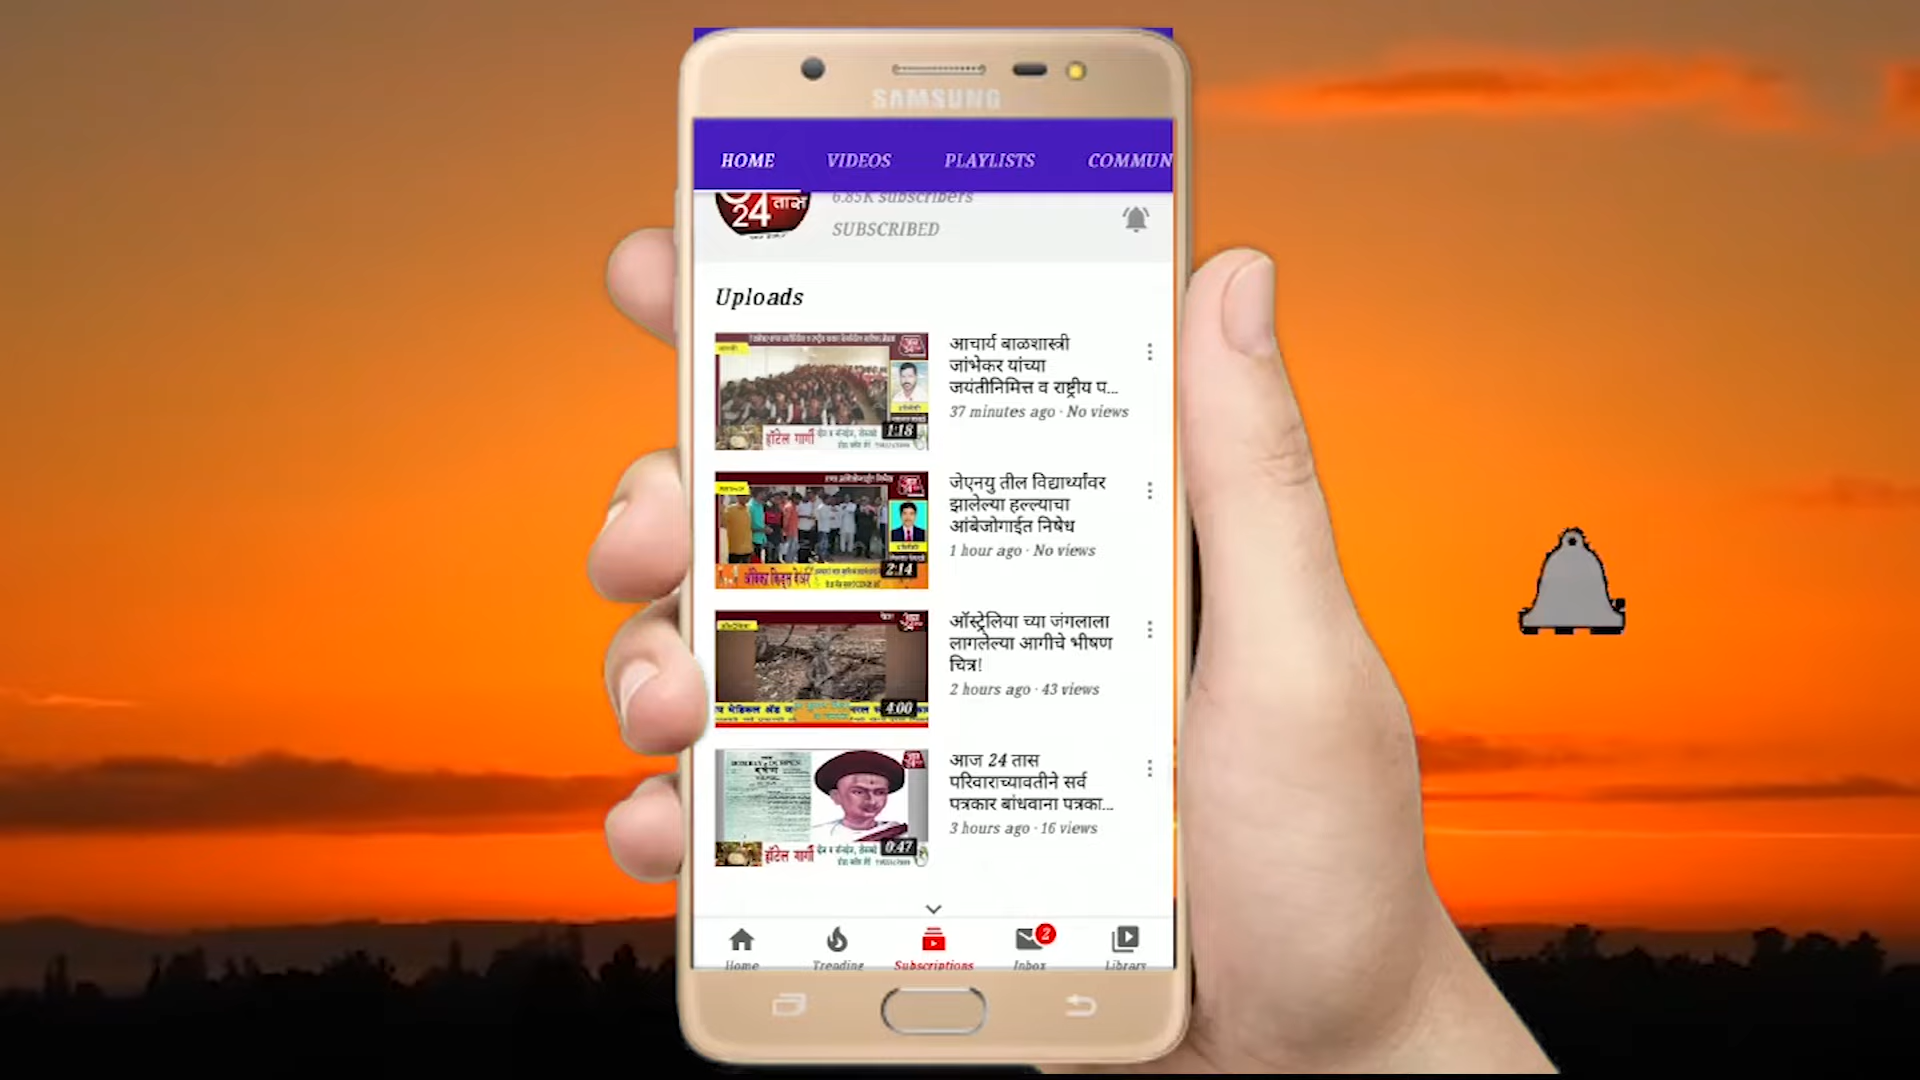 SAMSUNG
HOME VIDEOS PLAYLISTS COMMUN
24 तास
6.85K subscribers
SUBSCRIBED
Uploads
आचार्य बाळशास्त्री
जांभेकर यांच्या
जयंतीनिमित्त व राष्ट्रीय प...
37 minutes ago · No views
हॉटेल गार्गी
1:18
जेएनयु तील विद्यार्थ्यांवर
झालेल्या हल्ल्याचा
आंबेजोगाईत निषेध
1 hour ago · No views
2:14
ऑस्ट्रेलिया च्या जंगलाला
लागलेल्या आगीचे भीषण
चित्र!
2 hours ago · 43 views
4:00
आज 24 तास
परिवाराच्यावतीने सर्व
पत्रकार बांधवाना पत्रका...
3 hours ago · 16 views
हॉटेल गार्गी
0:47
Home Trending Subscriptions Inbox Library
2